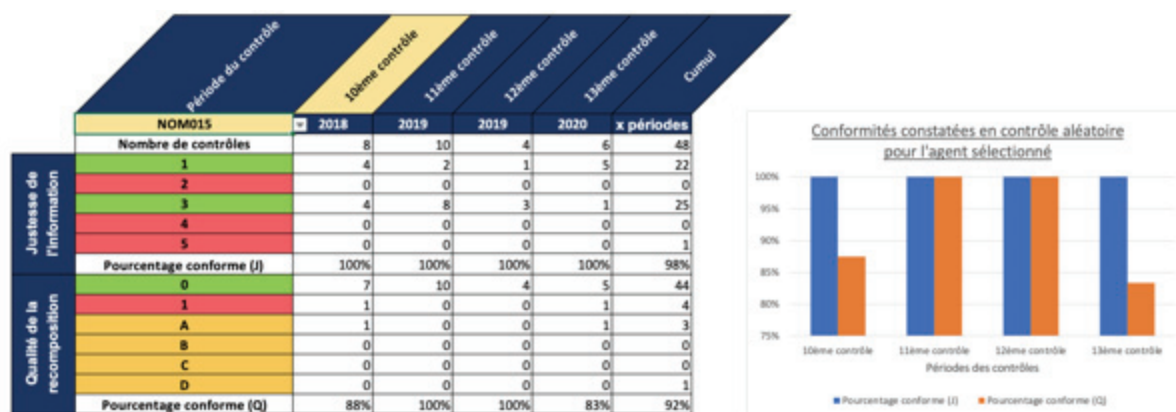 Période du contrôle
10ème contrôle
11ème contrôle
12ème contrôle
13ème contrôle
Cumul
NOM015 2018 2019 2019 2020 x périodes
Nombre de contrôles 8 10 4 6 48
Justesse de l'information
1 4 2 1 5 22
2 0 0 0 0 0
3 4 8 3 1 25
4 0 0 0 0 0
5 0 0 0 0 1
Pourcentage conforme (J) 100% 100% 100% 100% 98%
Qualité de la recomposition
0 7 10 4 5 44
1 1 0 0 1 4
A 1 0 0 1 3
B 0 0 0 0 0
C 0 0 0 0 0
D 0 0 0 0 1
Pourcentage conforme (Q) 88% 100% 100% 83% 92%
Conformités constatées en contrôle aléatoire
pour l'agent sélectionné
100%
95%
90%
85%
80%
75%
10ème contrôle 11ème contrôle 12ème contrôle 13ème contrôle
Périodes des contrôles
Pourcentage conforme (J) Pourcentage conforme (Q)